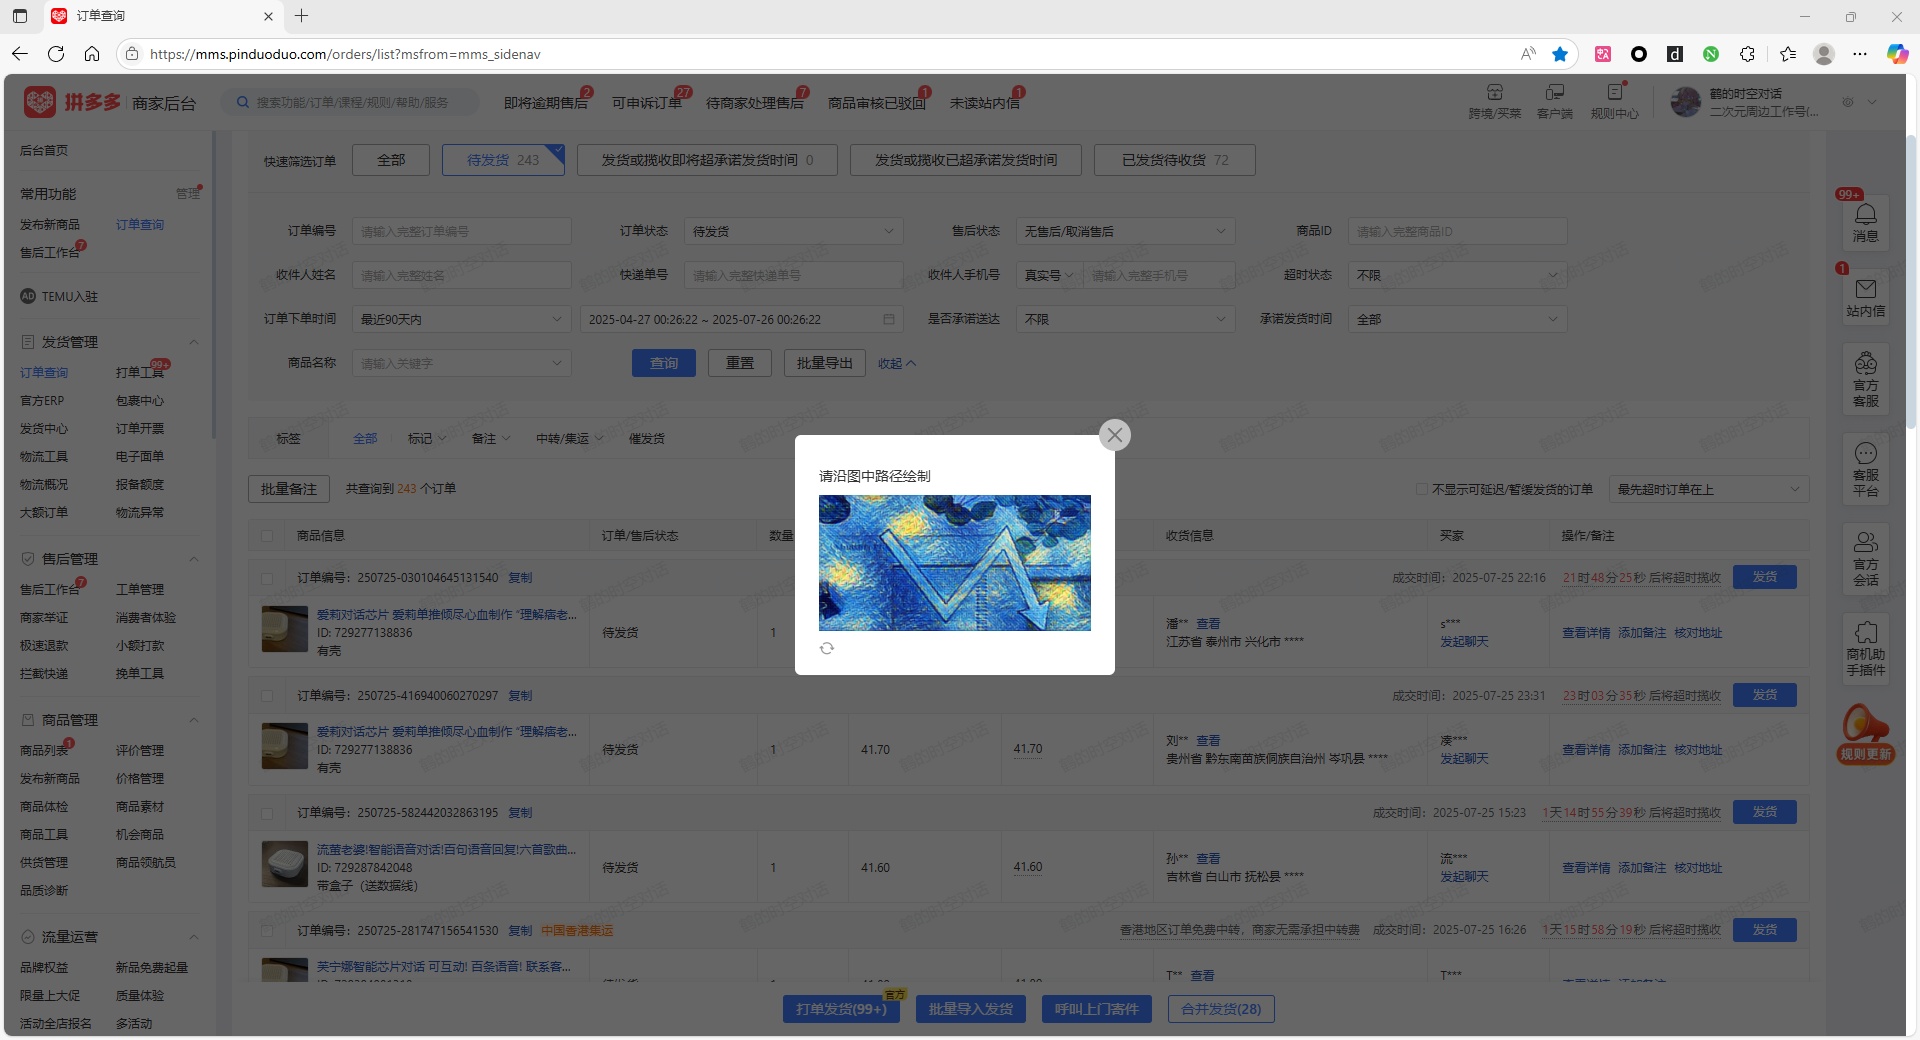 订单查询
https://mms.pinduoduo.com/orders/list?msfrom=mms_sidenav
拼多多 商家后台
搜索功能/订单/课程/规则/帮助/服务
即将逾期售后 2
可申诉订单 27
待商家处理售后 7
商品审核已驳回 1
未读站内信 1
跨境/买菜
客户端
规则中心
鹤的时空对话
二次元周边工作号(...
后台首页
常用功能 管理
发布新商品 订单查询
售后工作台 7
AD TEMU入驻
发货管理
订单查询 打单工具 99+
官方ERP 包裹中心
发货中心 订单开票
物流工具 电子面单
物流概况 报备额度
大额订单 物流异常
售后管理
售后工作台 7 工单管理
商家举证 消费者体验
极速退款 小额打款
拦截快递 挽单工具
商品管理
商品列表 1 评价管理
发布新商品 价格管理
商品体检 商品素材
商品工具 机会商品
供货管理 商品领航员
品质诊断
流量运营
品牌权益 新品免费起量
限量上大促 质量体验
活动全店报名 多活动
快速筛选订单 全部 待发货 243 发货或揽收即将超承诺发货时间 0 发货或揽收已超承诺发货时间 已发货待收货 72
订单编号 请输入完整订单编号 订单状态 待发货 售后状态 无售后/取消售后 商品ID 请输入完整商品ID
收件人姓名 请输入完整姓名 快递单号 请输入完整快递单号 收件人手机号 真实号 请输入完整手机号 超时状态 不限
订单下单时间 最近90天内 2025-04-27 00:26:22 ~ 2025-07-26 00:26:22 是否承诺送达 不限 承诺发货时间 全部
商品名称 请输入关键字 查询 重置 批量导出 收起
标签 全部 标记 备注 中转/集运 催发货
批量备注 共查询到 243 个订单 不显示可延迟/暂缓发货的订单 最先超时订单在上
商品信息 订单/售后状态 数量 收货信息 买家 操作/备注
订单编号：250725-030104645131540 复制 成交时间：2025-07-25 22:16 21时48分25秒 后将超时揽收 发货
爱莉对话芯片 爱莉单推倾尽心血制作 “理解痞老...
ID: 729277138836
有壳
待发货
1
潘** 查看
江苏省 泰州市 兴化市 ****
s***
发起聊天
查看详情 添加备注 核对地址
订单编号：250725-416940060270297 复制 成交时间：2025-07-25 23:31 23时03分35秒 后将超时揽收 发货
爱莉对话芯片 爱莉单推倾尽心血制作 “理解痞老...
ID: 729277138836
有壳
待发货
1
41.70
41.70
刘** 查看
贵州省 黔东南苗族侗族自治州 岑巩县 ****
凑***
发起聊天
查看详情 添加备注 核对地址
订单编号：250725-582442032863195 复制 成交时间：2025-07-25 15:23 1天14时55分39秒 后将超时揽收 发货
流萤老婆!智能语音对话!百句语音回复!六首歌曲...
ID: 729287842048
带盒子（送数据线）
待发货
1
41.60
41.60
孙** 查看
吉林省 白山市 抚松县 ****
流***
发起聊天
查看详情 添加备注 核对地址
订单编号：250725-281747156541530 复制 中国香港集运 香港地区订单免费中转，商家无需承担中转费 成交时间：2025-07-25 16:26 1天15时58分19秒 后将超时揽收 发货
芙宁娜智能芯片对话 可互动! 百条语音! 联系客...
T** 查看
T***
打单发货(99+) 官方 批量导入发货 呼叫上门寄件 合并发货(28)
请沿图中路径绘制
99+
消息
1
站内信
官方
客服
客服
平台
官方
会话
商机助
手插件
规则更新
鹤的时空对话